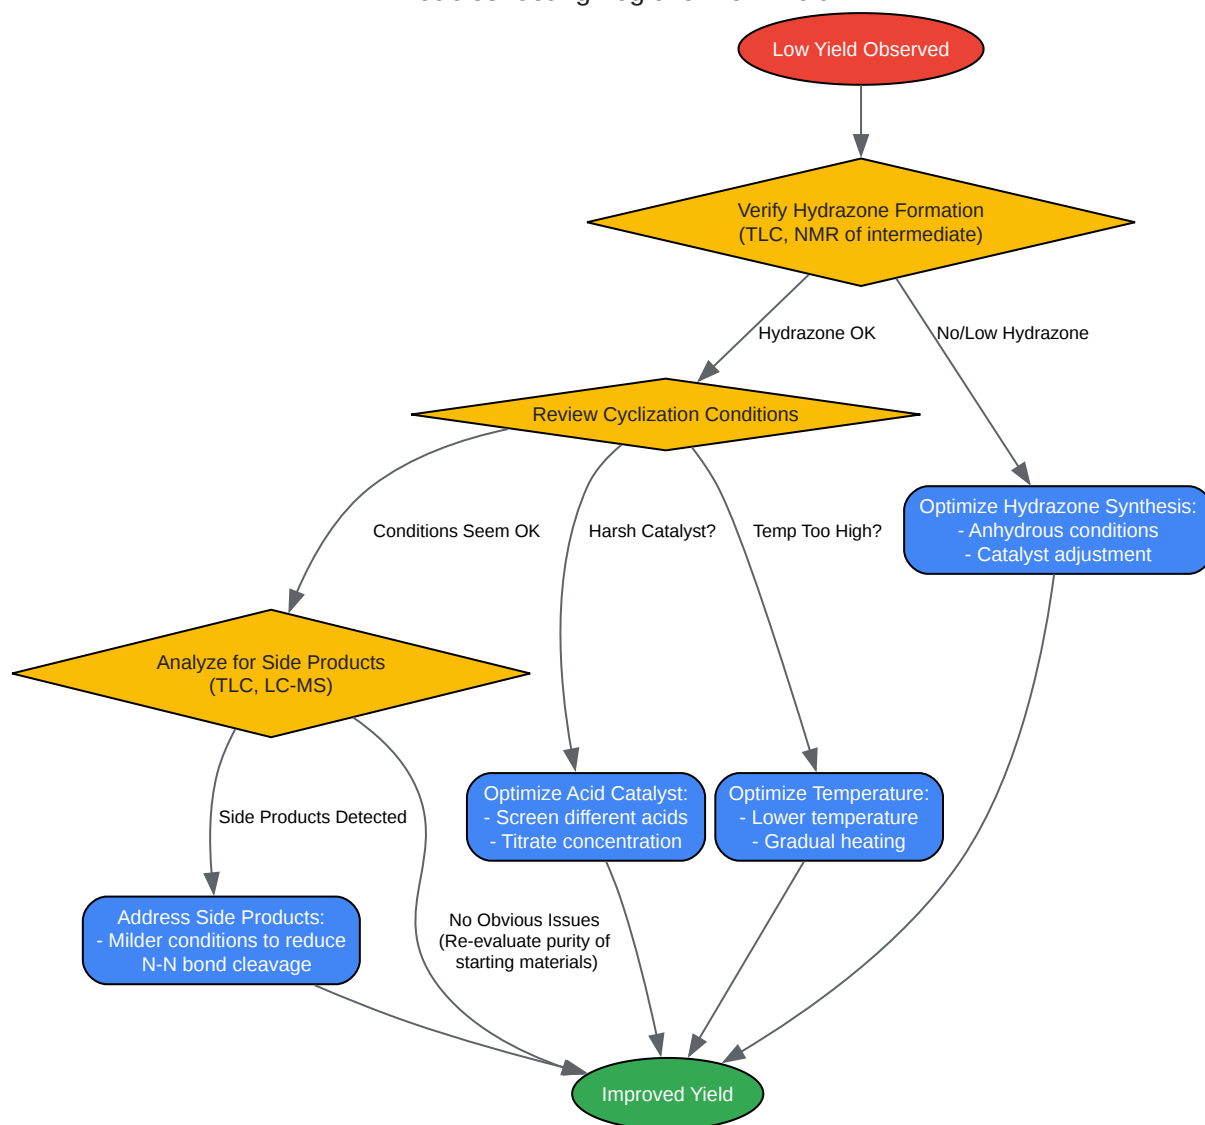 Low Yield Observed
Verify Hydrazone Formation
(TLC, NMR of intermediate)
Hydrazone OK
No/Low Hydrazone
Review Cyclization Conditions
Optimize Hydrazone Synthesis:
- Anhydrous conditions
- Catalyst adjustment
Conditions Seem OK
Harsh Catalyst?
Temp Too High?
Analyze for Side Products
(TLC, LC-MS)
Side Products Detected
Optimize Acid Catalyst:
- Screen different acids
- Titrate concentration
Optimize Temperature:
- Lower temperature
- Gradual heating
Address Side Products:
- Milder conditions to reduce
N-N bond cleavage
No Obvious Issues
(Re-evaluate purity of
starting materials)
Improved Yield